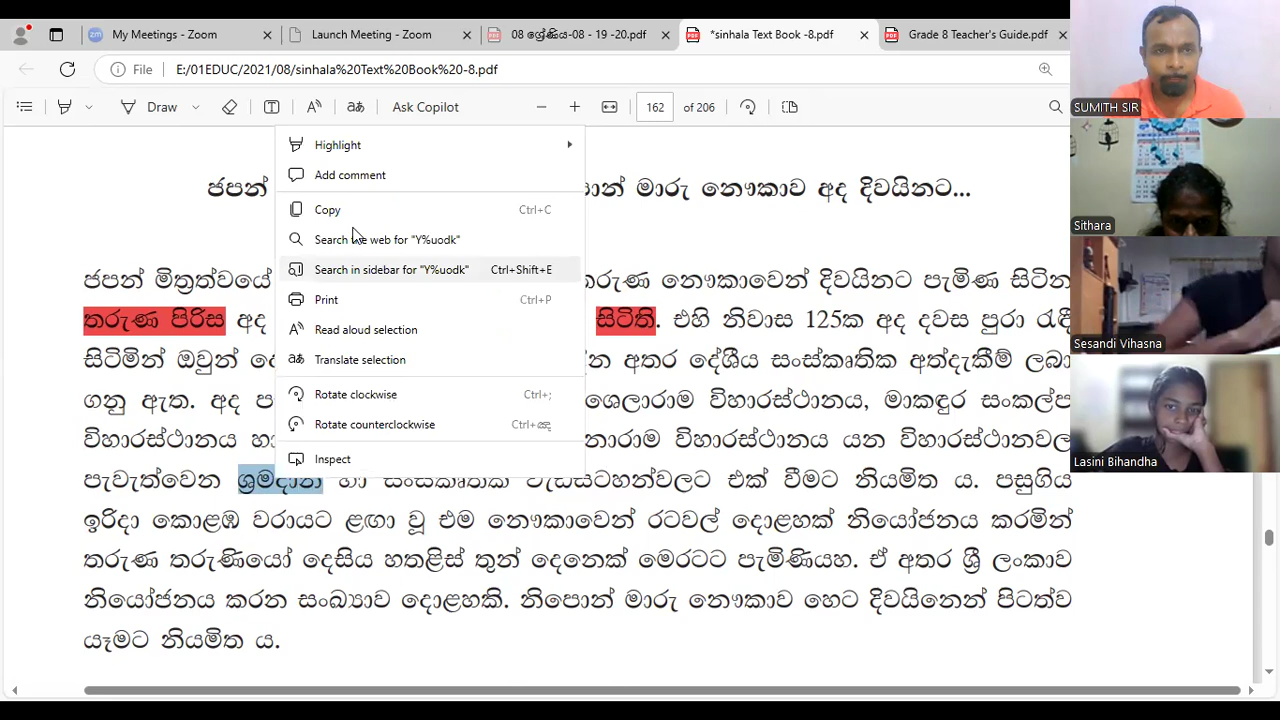 My Meetings - Zoom
Launch Meeting - Zoom
08 ශ්‍රේණිය-08 - 19 -20.pdf
*sinhala Text Book -8.pdf
Grade 8 Teacher's Guide.pdf
File
E:/01EDUC/2021/08/sinhala%20Text%20Book%20-8.pdf
Draw
Ask Copilot
162
of 206
Highlight
Add comment
Copy Ctrl+C
Search the web for "Y%uodk"
Search in sidebar for "Y%uodk" Ctrl+Shift+E
Print Ctrl+P
Read aloud selection
Translate selection
Rotate clockwise Ctrl+;
Rotate counterclockwise
Inspect
ජපන් මාරු නෞකාව අද දිවයිනට...
ජපන් මිත්‍රත්වයේ තරුණ නෞකාවෙන් දිවයිනට පැමිණ සිටින
තරුණ පිරිස අද සිටිති. එහි නිවාස 125ක අද දවස පුරා රැඳී
සිටිමින් ඔවුන් අතර දේශීය සංස්කෘතික අත්දැකීම් ලබා
ගනු ඇත. අද ශෛලාරාම විහාරස්ථානය, මාකඳුර සංකල්ප
විහාරස්ථානය යන විහාරස්ථානවල
පැවැත්වෙන ශ්‍රමදාන හා සංස්කෘතික වැඩසටහන්වලට එක් වීමට නියමිත ය. පසුගිය
ඉරිදා කොළඹ වරායට ළඟා වූ එම නෞකාවෙන් රටවල් දොළහක් නියෝජනය කරමින්
තරුණ තරුණියෝ දෙසිය හතළිස් තුන් දෙනෙක් මෙරටට පැමිණියහ. ඒ අතර ශ්‍රී ලංකාව
නියෝජනය කරන සංඛ්‍යාව දොළහකි. නිපොන් මාරු නෞකාව හෙට දිවයිනෙන් පිටත්ව
යෑමට නියමිත ය.
SUMITH SIR
Sithara
Sesandi Vihasna
Lasini Bihandha